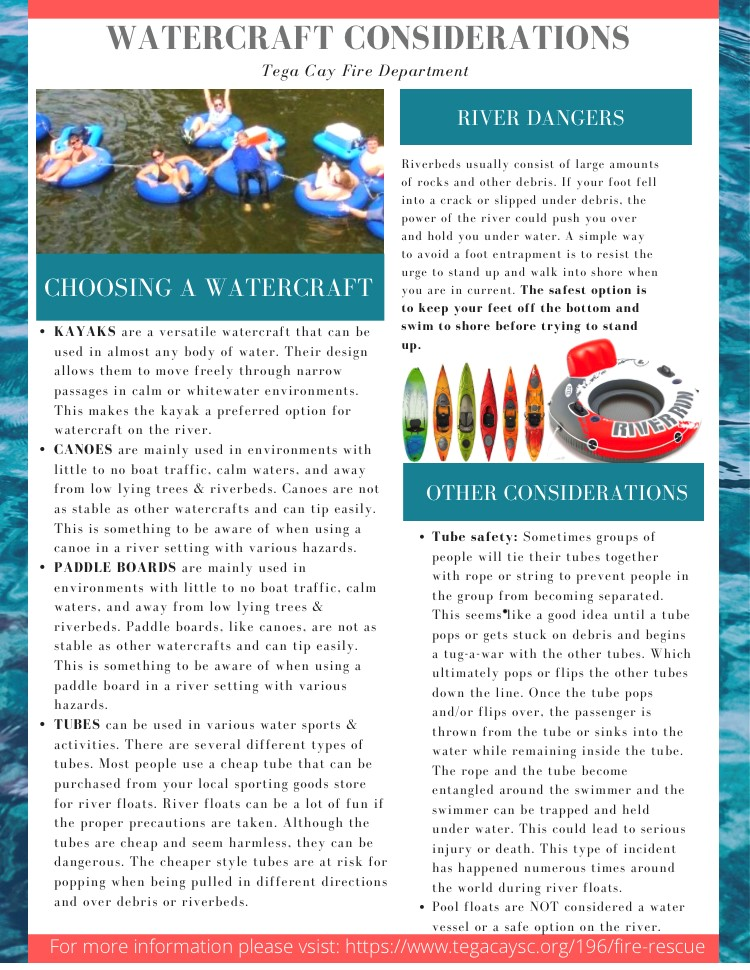 WATERCRAFT CONSIDERATIONS
Tega Cay Fire Department
CHOOSING A WATERCRAFT
• KAYAKS are a versatile watercraft that can be
used in almost any body of water. Their design
allows them to move freely through narrow
passages in calm or whitewater environments.
This makes the kayak a preferred option for
watercraft on the river.
• CANOES are mainly used in environments with
little to no boat traffic, calm waters, and away
from low lying trees & riverbeds. Canoes are not
as stable as other watercrafts and can tip easily.
This is something to be aware of when using a
canoe in a river setting with various hazards.
• PADDLE BOARDS are mainly used in
environments with little to no boat traffic, calm
waters, and away from low lying trees &
riverbeds. Paddle boards, like canoes, are not as
stable as other watercrafts and can tip easily.
This is something to be aware of when using a
paddle board in a river setting with various
hazards.
• TUBES can be used in various water sports &
activities. There are several different types of
tubes. Most people use a cheap tube that can be
purchased from your local sporting goods store
for river floats. River floats can be a lot of fun if
the proper precautions are taken. Although the
tubes are cheap and seem harmless, they can be
dangerous. The cheaper style tubes are at risk for
popping when being pulled in different directions
and over debris or riverbeds.
RIVER DANGERS
Riverbeds usually consist of large amounts
of rocks and other debris. If your foot fell
into a crack or slipped under debris, the
power of the river could push you over
and hold you under water. A simple way
to avoid a foot entrapment is to resist the
urge to stand up and walk into shore when
you are in current. The safest option is
to keep your feet off the bottom and
swim to shore before trying to stand
up.
RIVER RUN
OTHER CONSIDERATIONS
• Tube safety: Sometimes groups of
people will tie their tubes together
with rope or string to prevent people in
the group from becoming separated.
This seems like a good idea until a tube
pops or gets stuck on debris and begins
a tug-a-war with the other tubes. Which
ultimately pops or flips the other tubes
down the line. Once the tube pops
and/or flips over, the passenger is
thrown from the tube or sinks into the
water while remaining inside the tube.
The rope and the tube become
entangled around the swimmer and the
swimmer can be trapped and held
under water. This could lead to serious
injury or death. This type of incident
has happened numerous times around
the world during river floats.
• Pool floats are NOT considered a water
vessel or a safe option on the river.
For more information please vsist: https://www.tegacaysc.org/196/fire-rescue